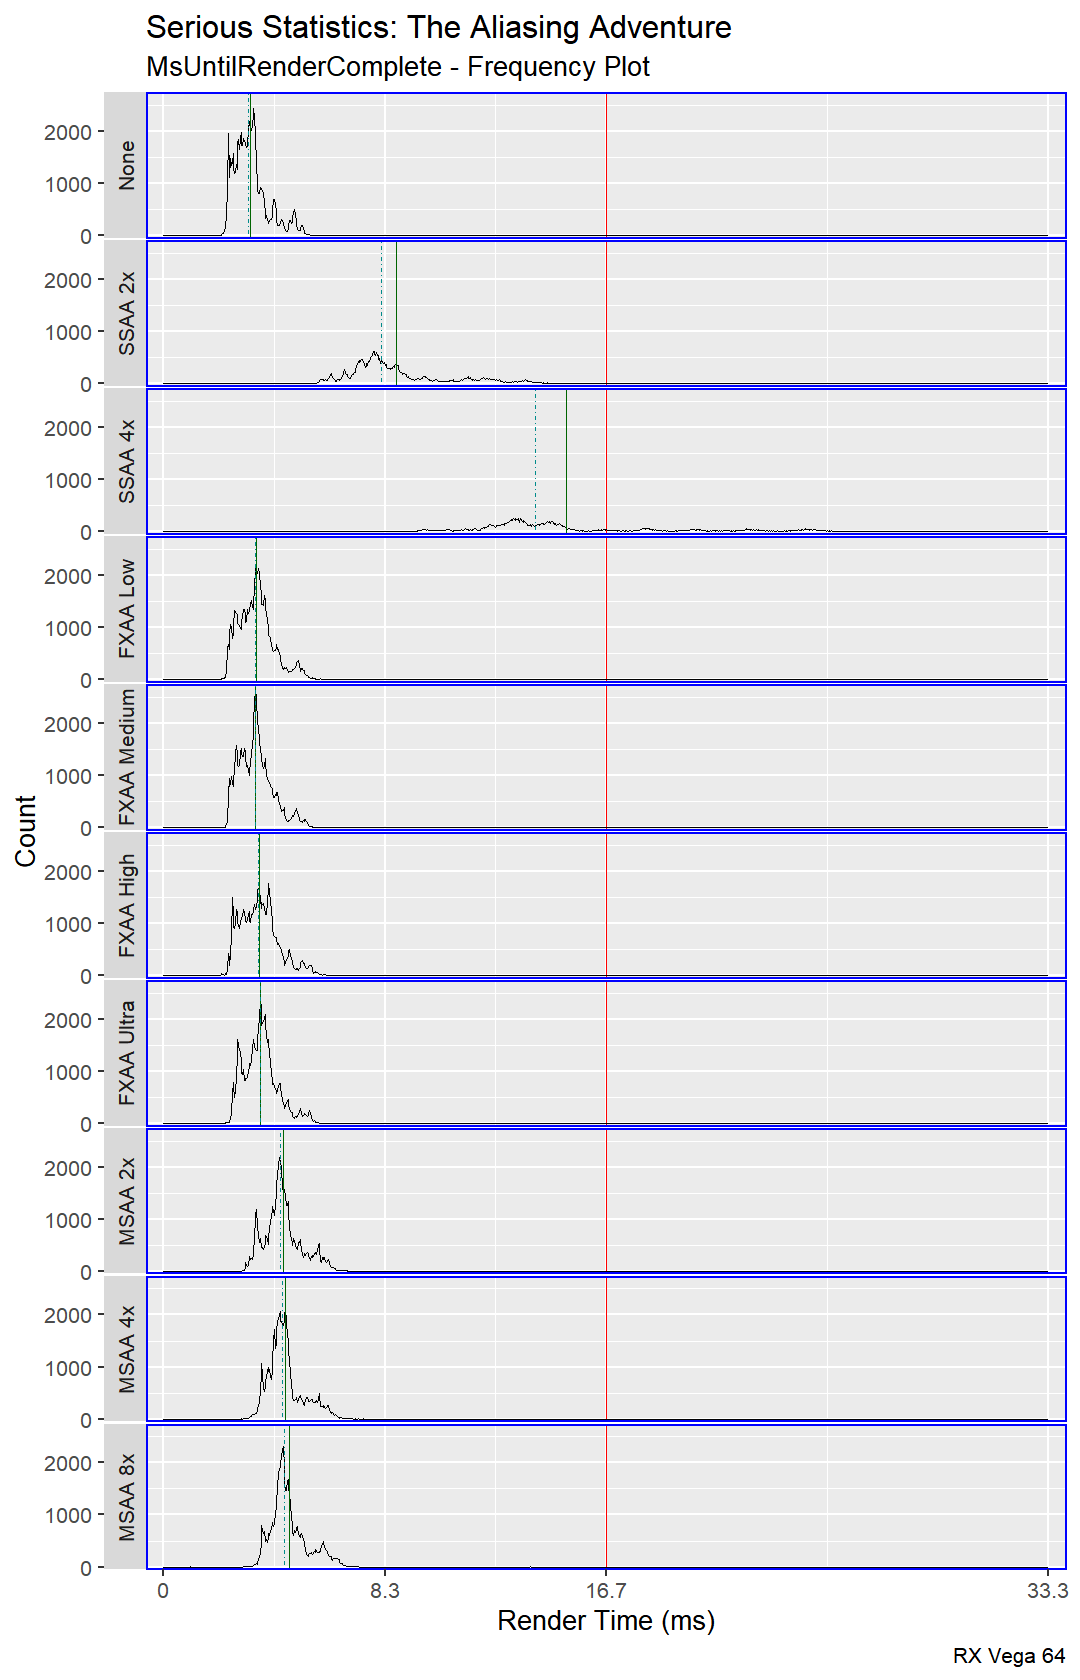 Serious Statistics: The Aliasing Adventure
MsUntilRenderComplete - Frequency Plot
Count
None
2000
1000
0
SSAA 2x
2000
1000
0
SSAA 4x
2000
1000
0
FXAA Low
2000
1000
0
FXAA Medium
2000
1000
0
FXAA High
2000
1000
0
FXAA Ultra
2000
1000
0
MSAA 2x
2000
1000
0
MSAA 4x
2000
1000
0
MSAA 8x
2000
1000
0
0 8.3 16.7 33.3
Render Time (ms)
RX Vega 64